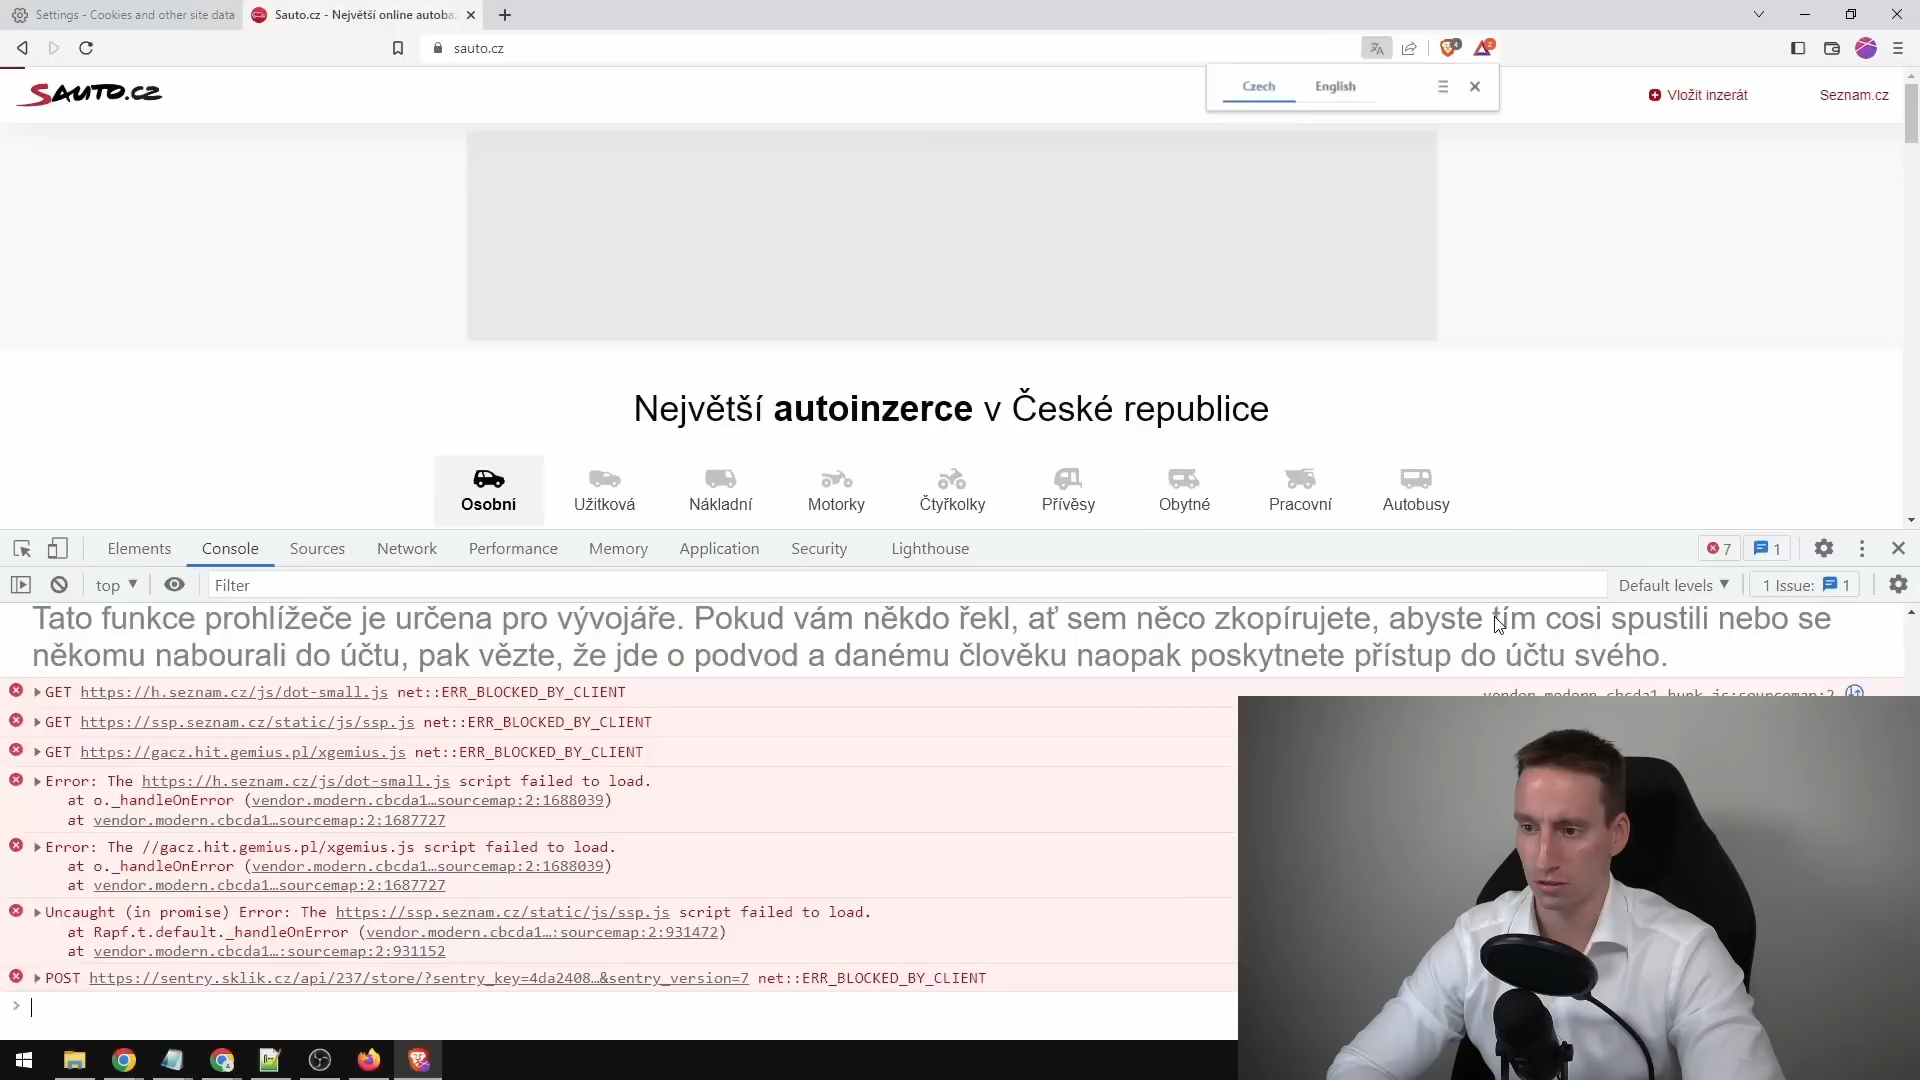 Settings - Cookies and other site data
Sauto.cz - Největší online autobaz
sauto.cz
4
2
Czech
English
SAUTO.CZ
Vložit inzerát
Seznam.cz
Největší autoinzerce v České republice
Osobní
Užitková
Nákladní
Motorky
Čtyřkolky
Přívěsy
Obytné
Pracovní
Autobusy
Elements
Console
Sources
Network
Performance
Memory
Application
Security
Lighthouse
7
1
top
Filter
Default levels
1 Issue:
1
Tato funkce prohlížeče je určena pro vývojáře. Pokud vám někdo řekl, ať sem něco zkopírujete, abyste tím cosi spustili nebo se
někomu nabourali do účtu, pak vězte, že jde o podvod a danému člověku naopak poskytnete přístup do účtu svého.
GET https://h.seznam.cz/js/dot-small.js net::ERR_BLOCKED_BY_CLIENT
GET https://ssp.seznam.cz/static/js/ssp.js net::ERR_BLOCKED_BY_CLIENT
GET https://gacz.hit.gemius.pl/xgemius.js net::ERR_BLOCKED_BY_CLIENT
Error: The https://h.seznam.cz/js/dot-small.js script failed to load.
at o._handleOnError (vendor.modern.cbcda1…sourcemap:2:1688039)
at vendor.modern.cbcda1…sourcemap:2:1687727
Error: The //gacz.hit.gemius.pl/xgemius.js script failed to load.
at o._handleOnError (vendor.modern.cbcda1…sourcemap:2:1688039)
at vendor.modern.cbcda1…sourcemap:2:1687727
Uncaught (in promise) Error: The https://ssp.seznam.cz/static/js/ssp.js script failed to load.
at Rapf.t.default._handleOnError (vendor.modern.cbcda1…:sourcemap:2:931472)
at vendor.modern.cbcda1…:sourcemap:2:931152
POST https://sentry.sklik.cz/api/237/store/?sentry_key=4da2408…&sentry_version=7 net::ERR_BLOCKED_BY_CLIENT